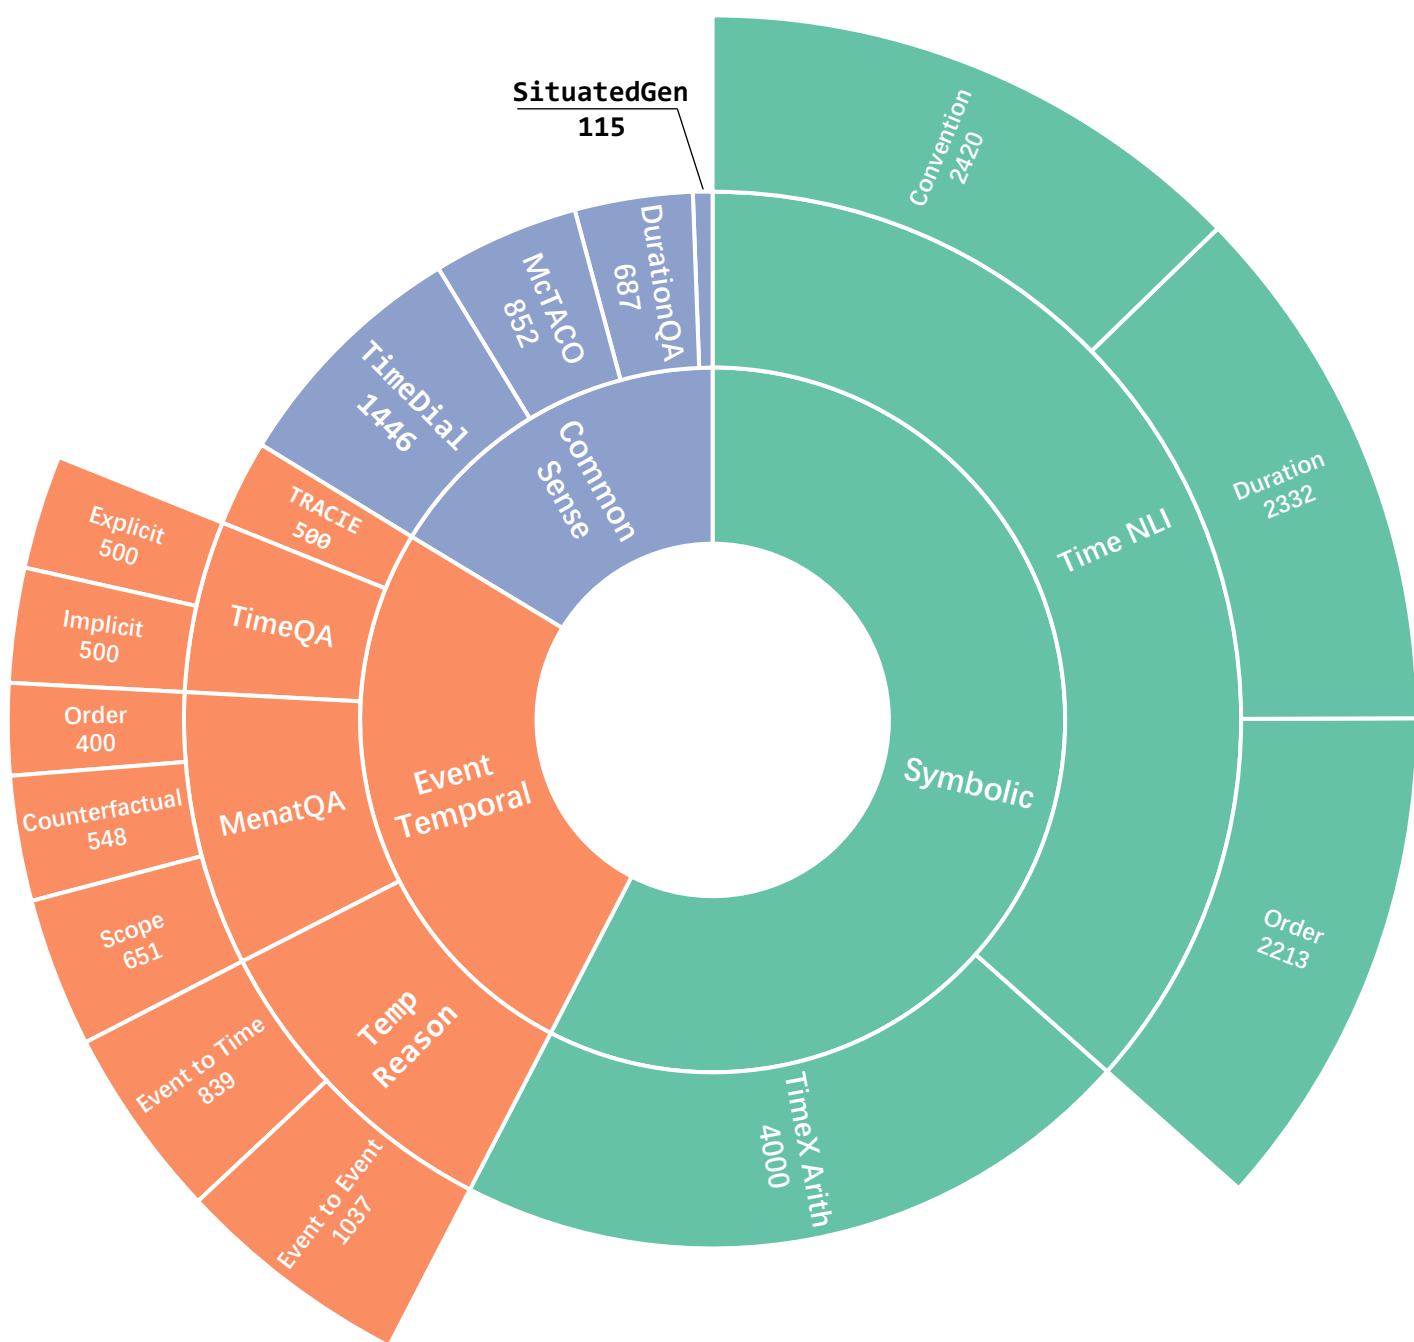 SituatedGen
115
Convention
2420
Duration
2332
Order
2213
Time NLI
Symbolic
TimeX Arith
4000
Common
Sense
DurationQA
687
McTACO
852
TimeDial
1446
Event
Temporal
TRACIE
500
TimeQA
Explicit
500
Implicit
500
MenatQA
Order
400
Counterfactual
548
Scope
651
Temp
Reason
Event to Time
839
Event to Event
1037